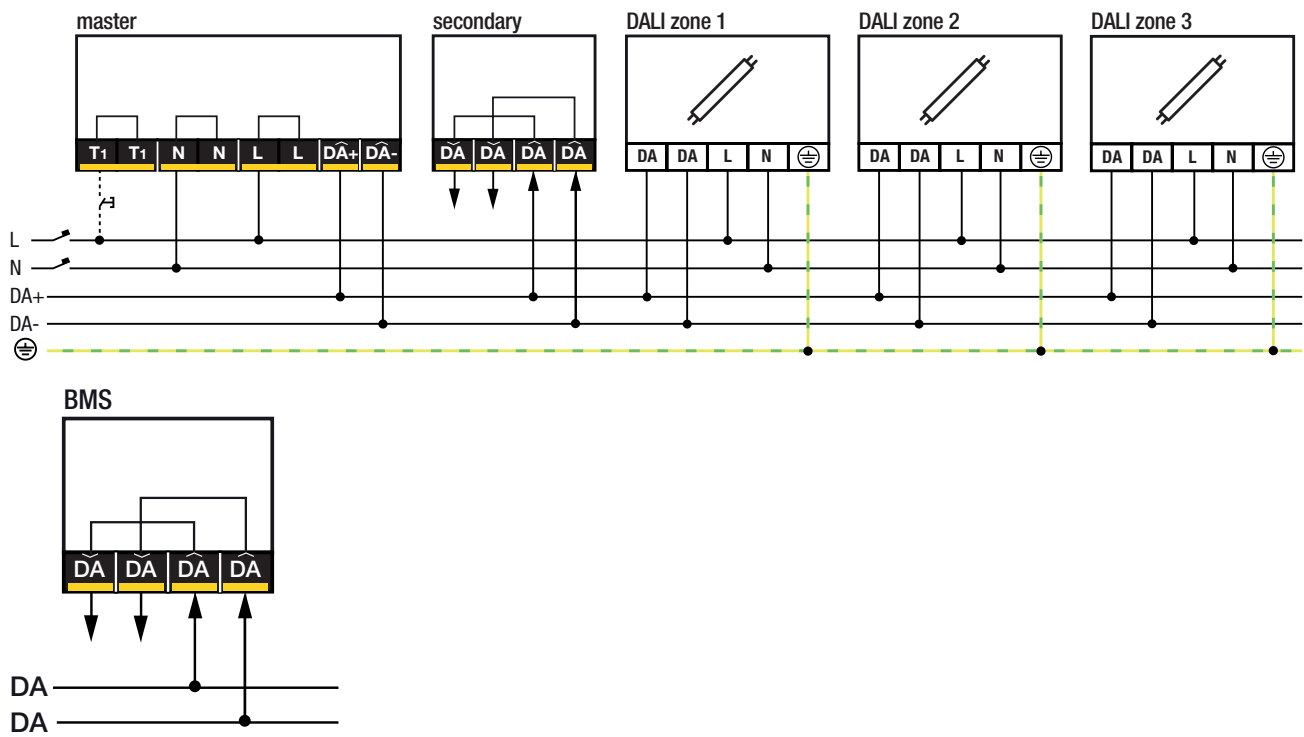 master secondary DALI zone 1 DALI zone 2 DALI zone 3
T1 T1 N N L L DA+ DA- DA DA DA DA DA DA L N DA DA L N DA DA L N
L
N
DA+
DA-
BMS
DA DA DA DA
DA
DA